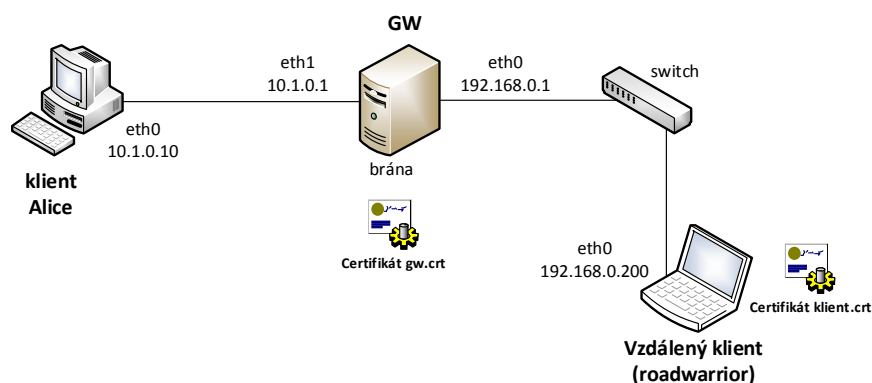 GW
eth1
10.1.0.1
eth0
192.168.0.1
switch
eth0
10.1.0.10
brána
klient
Alice
Certifikát gw.crt
eth0
192.168.0.200
Certifikát klient.crt
Vzdálený klient
(roadwarrior)